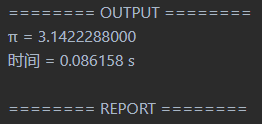 ======== OUTPUT ========
π = 3.1422288000
时间 = 0.086158 s
======== REPORT ========